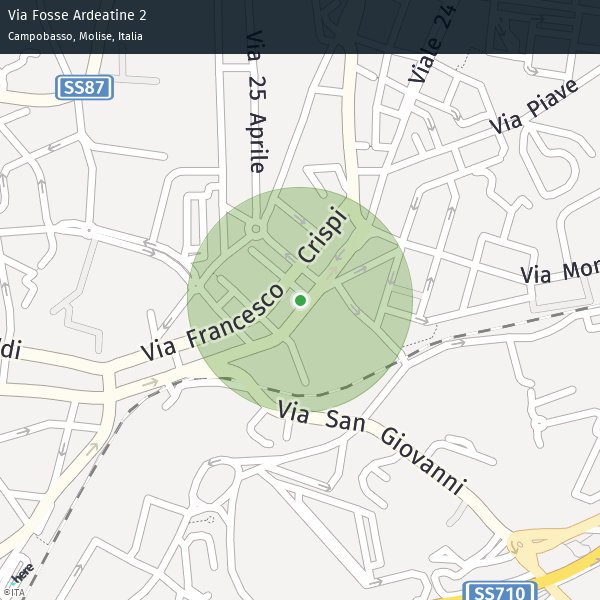 Via Fosse Ardeatine 2
Campobasso, Molise, Italia
SS87
Via 25 Aprile
Viale 24
Via Piave
Via Francesco Crispi
Via Mon
ldi
Via San Giovanni
SS710
here
©ITA